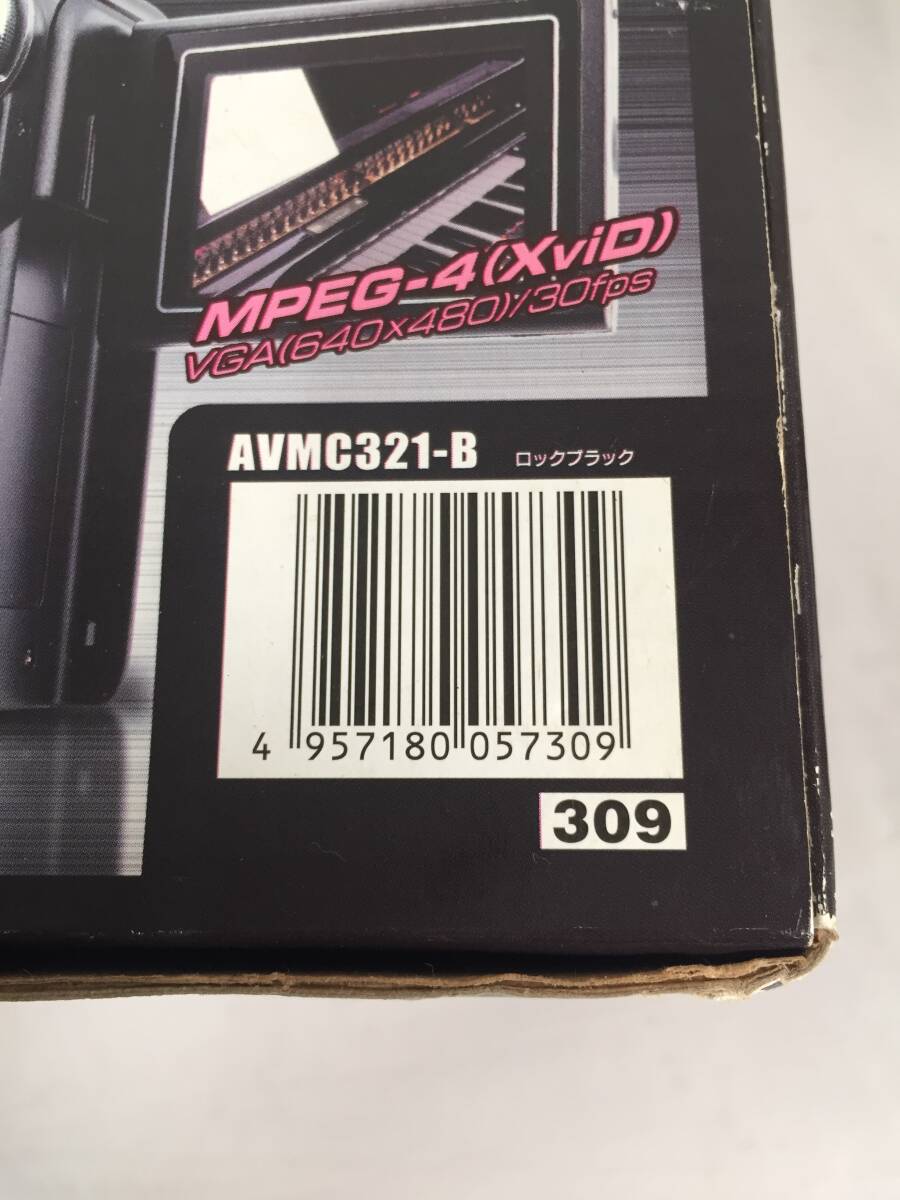 MPEG-4(XviD)
VGA(640x480)/30fps
AVMC321-B ロックブラック
4 957180 057309
309